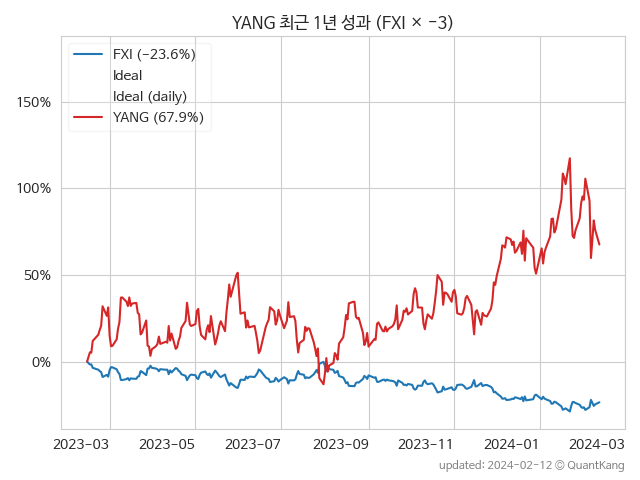 YANG 최근 1년 성과 (FXI × -3)
FXI (-23.6%)
Ideal
Ideal (daily)
YANG (67.9%)
150%
100%
50%
0%
2023-03 2023-05 2023-07 2023-09 2023-11 2024-01 2024-03
updated: 2024-02-12 © QuantKang